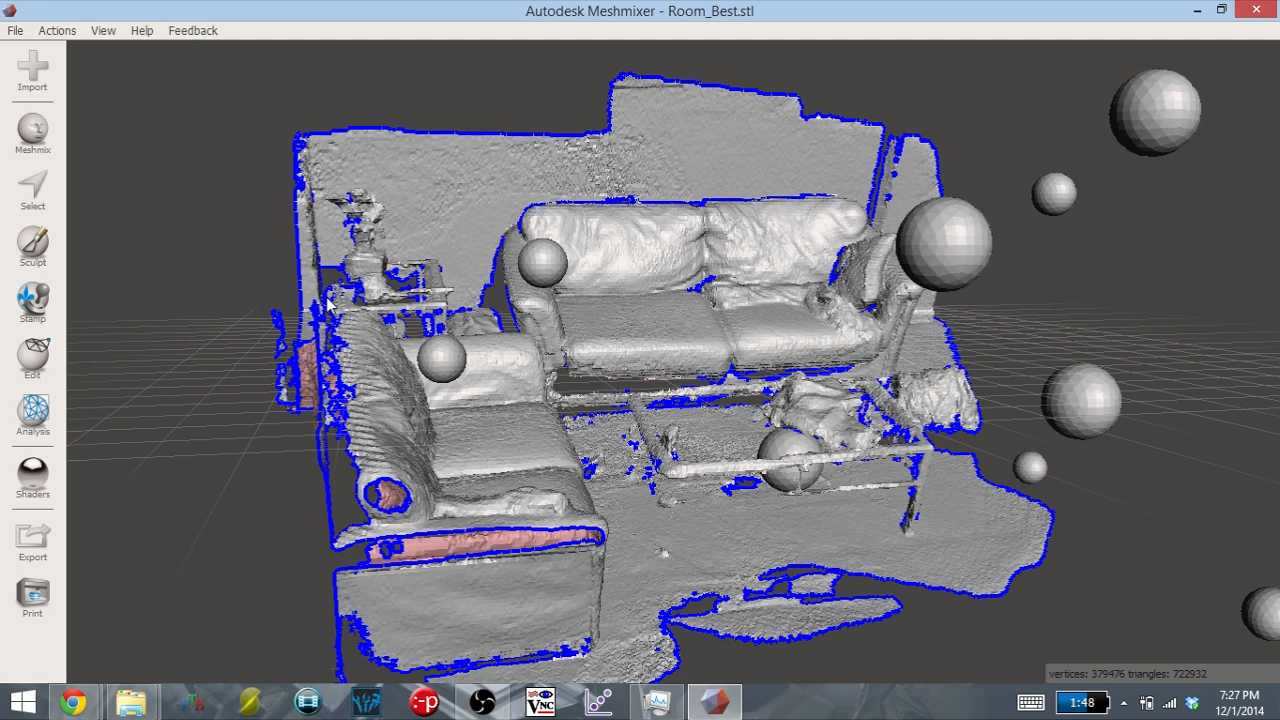 Autodesk Meshmixer - Room_Best.stl
File Actions View Help Feedback
Import
Meshmix
Select
Sculpt
Stamp
Edit
Analysis
Shaders
Export
Print
vertices: 379476 triangles: 722932
:-p
VNC
1:48
7:27 PM
12/1/2014